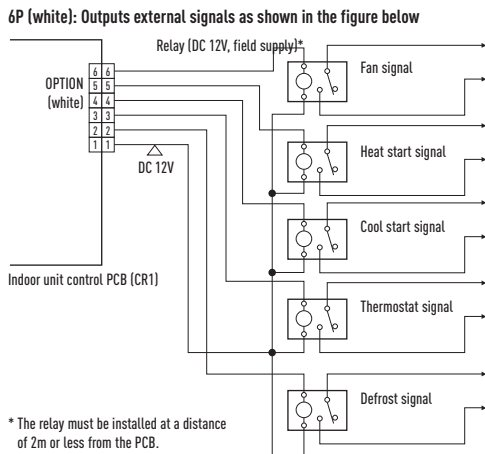 6P (white): Outputs external signals as shown in the figure below
Relay (DC 12V, field supply)*
Fan signal
OPTION
(white)
6 6
5 5
4 4
3 3
2 2
1 1
DC 12V
Heat start signal
Cool start signal
Indoor unit control PCB (CR1)
Thermostat signal
Defrost signal
* The relay must be installed at a distance
of 2m or less from the PCB.